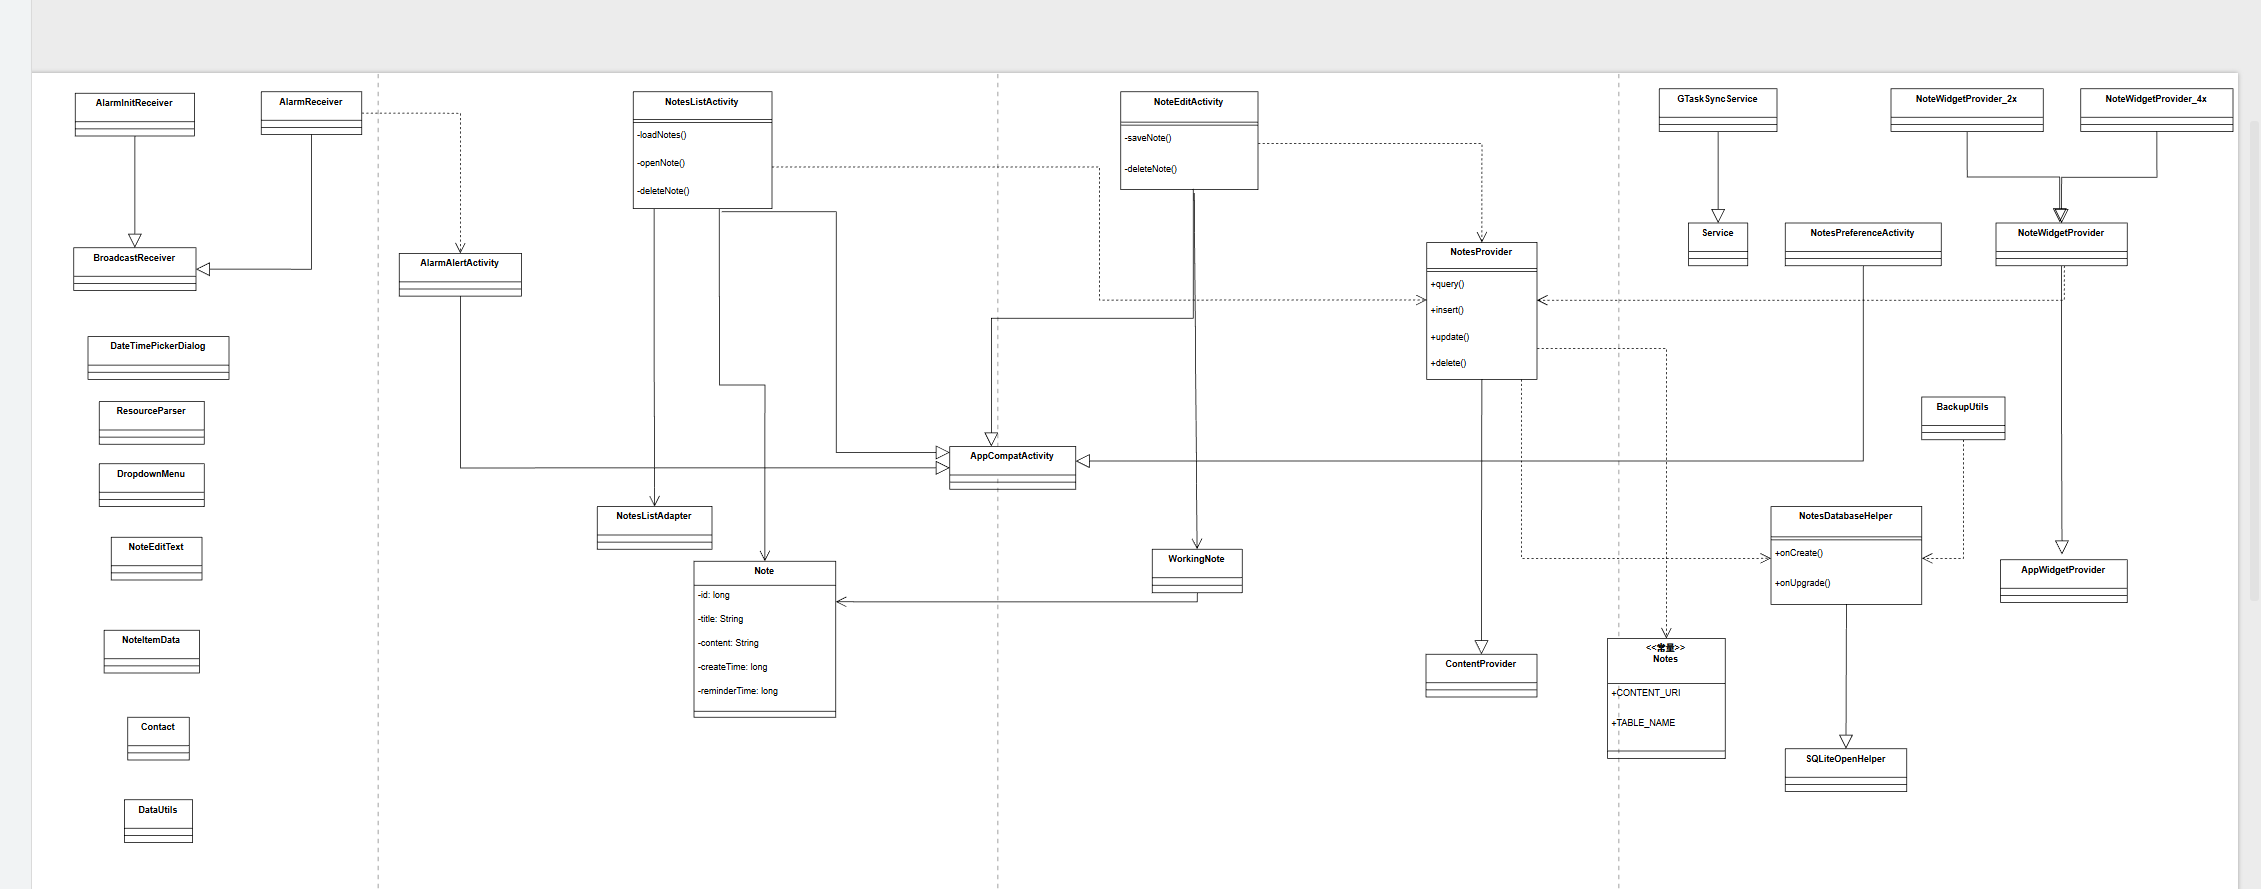 AlarmInitReceiver
AlarmReceiver
NotesListActivity
-loadNotes()
-openNote()
-deleteNote()
NoteEditActivity
-saveNote()
-deleteNote()
GTaskSyncService
NoteWidgetProvider_2x
NoteWidgetProvider_4x
BroadcastReceiver
AlarmAlertActivity
NotesProvider
+query()
+insert()
+update()
+delete()
Service
NotesPreferenceActivity
NoteWidgetProvider
DateTimePickerDialog
ResourceParser
DropdownMenu
NoteEditText
NoteItemData
Contact
DataUtils
AppCompatActivity
BackupUtils
NotesListAdapter
Note
-id: long
-title: String
-content: String
-createTime: long
-reminderTime: long
WorkingNote
NotesDatabaseHelper
+onCreate()
+onUpgrade()
AppWidgetProvider
ContentProvider
<<常量>>
Notes
+CONTENT_URI
+TABLE_NAME
SQLiteOpenHelper